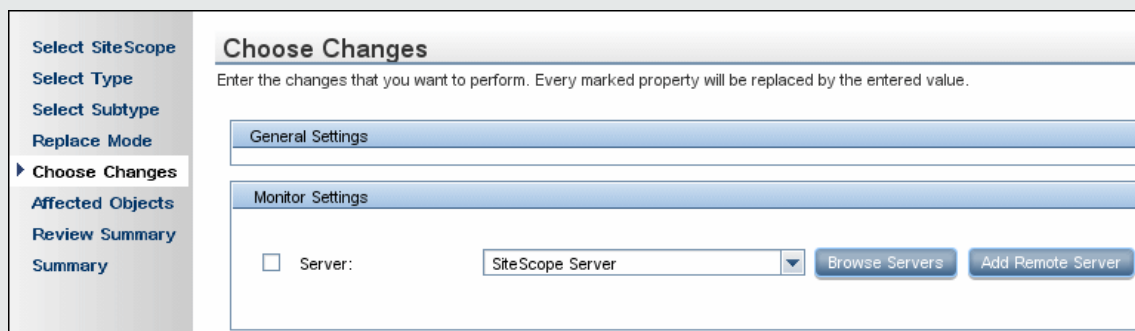 Select SiteScope
Select Type
Select Subtype
Replace Mode
Choose Changes
Affected Objects
Review Summary
Summary
Choose Changes
Enter the changes that you want to perform. Every marked property will be replaced by the entered value.
General Settings
Monitor Settings
Server: SiteScope Server Browse Servers Add Remote Server